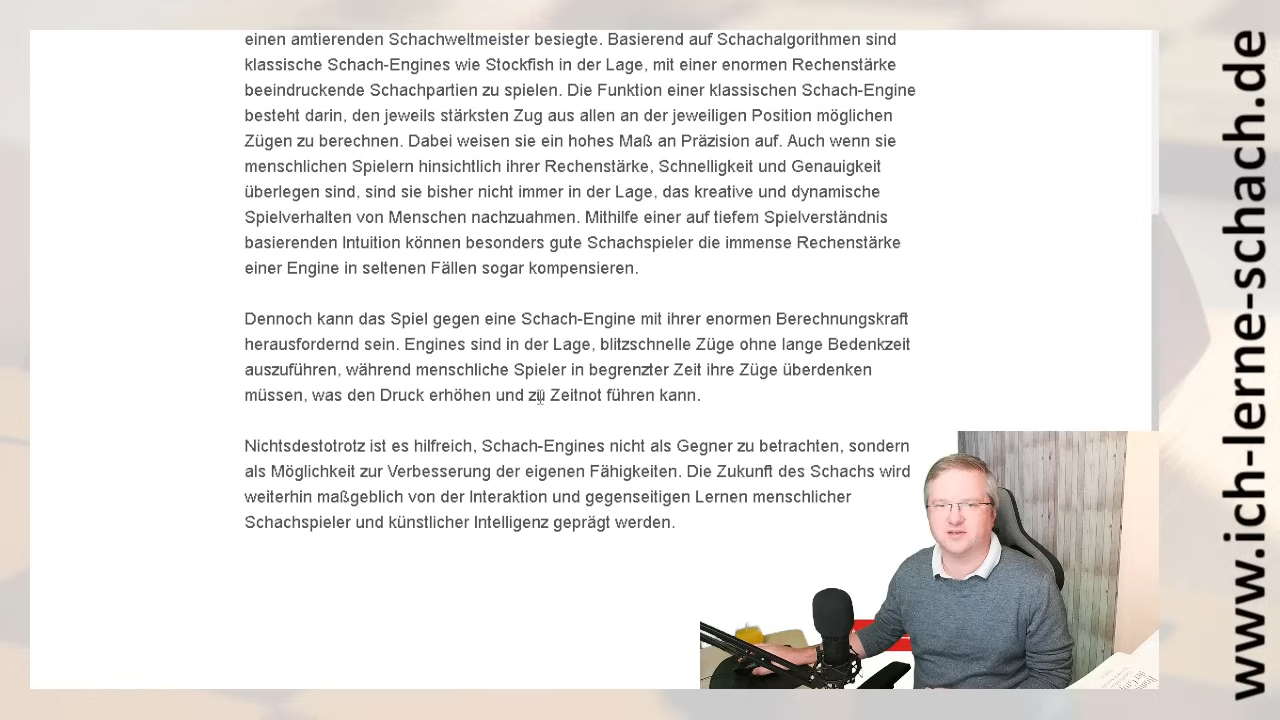 einen amtierenden Schachweltmeister besiegte. Basierend auf Schachalgorithmen sind
klassische Schach-Engines wie Stockfish in der Lage, mit einer enormen Rechenstärke
beeindruckende Schachpartien zu spielen. Die Funktion einer klassischen Schach-Engine
besteht darin, den jeweils stärksten Zug aus allen an der jeweiligen Position möglichen
Zügen zu berechnen. Dabei weisen sie ein hohes Maß an Präzision auf. Auch wenn sie
menschlichen Spielern hinsichtlich ihrer Rechenstärke, Schnelligkeit und Genauigkeit
überlegen sind, sind sie bisher nicht immer in der Lage, das kreative und dynamische
Spielverhalten von Menschen nachzuahmen. Mithilfe einer auf tiefem Spielverständnis
basierenden Intuition können besonders gute Schachspieler die immense Rechenstärke
einer Engine in seltenen Fällen sogar kompensieren.
Dennoch kann das Spiel gegen eine Schach-Engine mit ihrer enormen Berechnungskraft
herausfordernd sein. Engines sind in der Lage, blitzschnelle Züge ohne lange Bedenkzeit
auszuführen, während menschliche Spieler in begrenzter Zeit ihre Züge überdenken
müssen, was den Druck erhöhen und zu Zeitnot führen kann.
Nichtsdestotrotz ist es hilfreich, Schach-Engines nicht als Gegner zu betrachten, sondern
als Möglichkeit zur Verbesserung der eigenen Fähigkeiten. Die Zukunft des Schachs wird
weiterhin maßgeblich von der Interaktion und gegenseitigen Lernen menschlicher
Schachspieler und künstlicher Intelligenz geprägt werden.
www.ich-lerne-schach.de